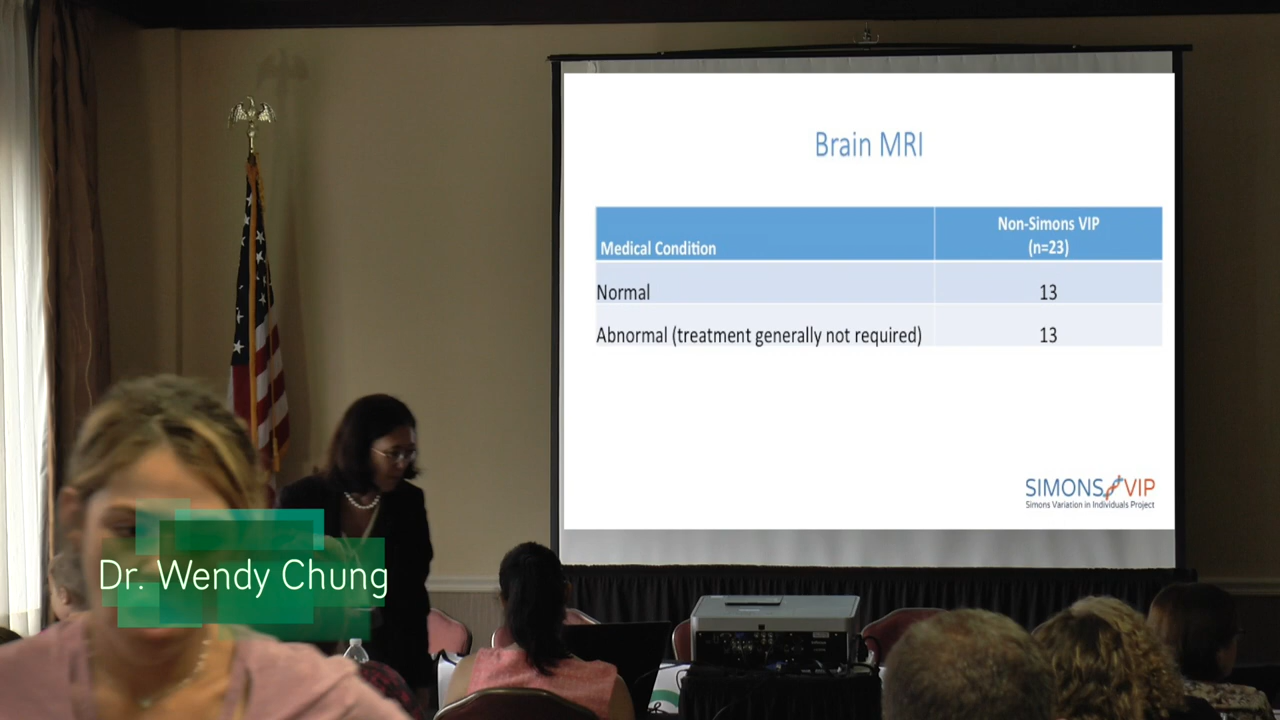 Brain MRI
Medical Condition
Non-Simons VIP
(n=23)
Normal 13
Abnormal (treatment generally not required) 13
SIMONS VIP
Simons Variation in Individuals Project
Dr. Wendy Chung